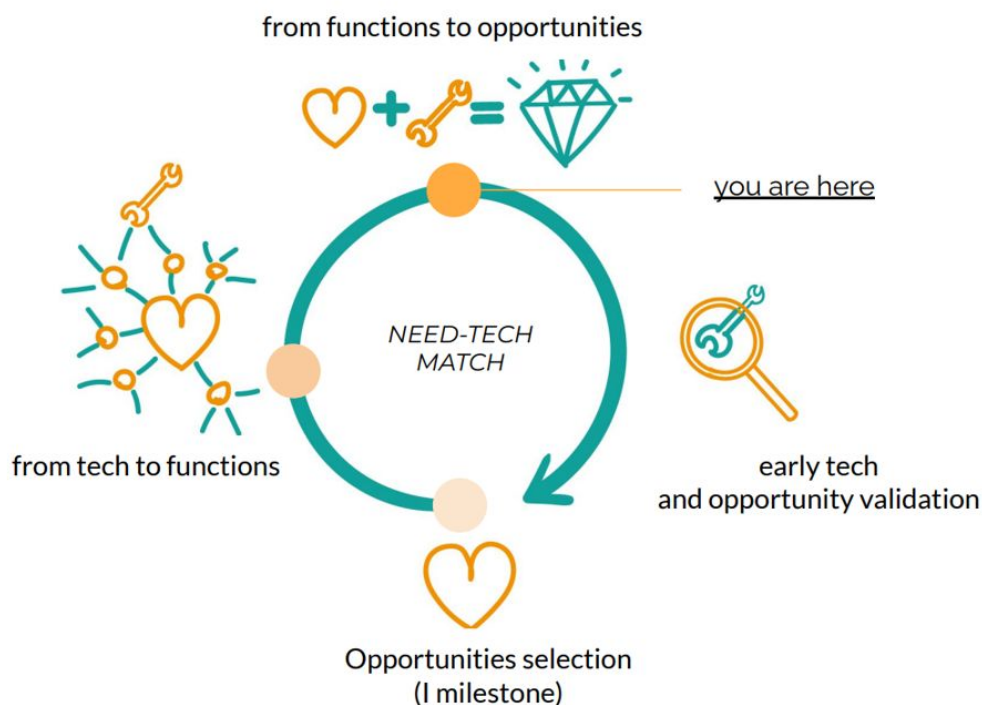 from functions to opportunities
you are here
NEED-TECH
MATCH
from tech to functions
early tech
and opportunity validation
Opportunities selection
(I milestone)